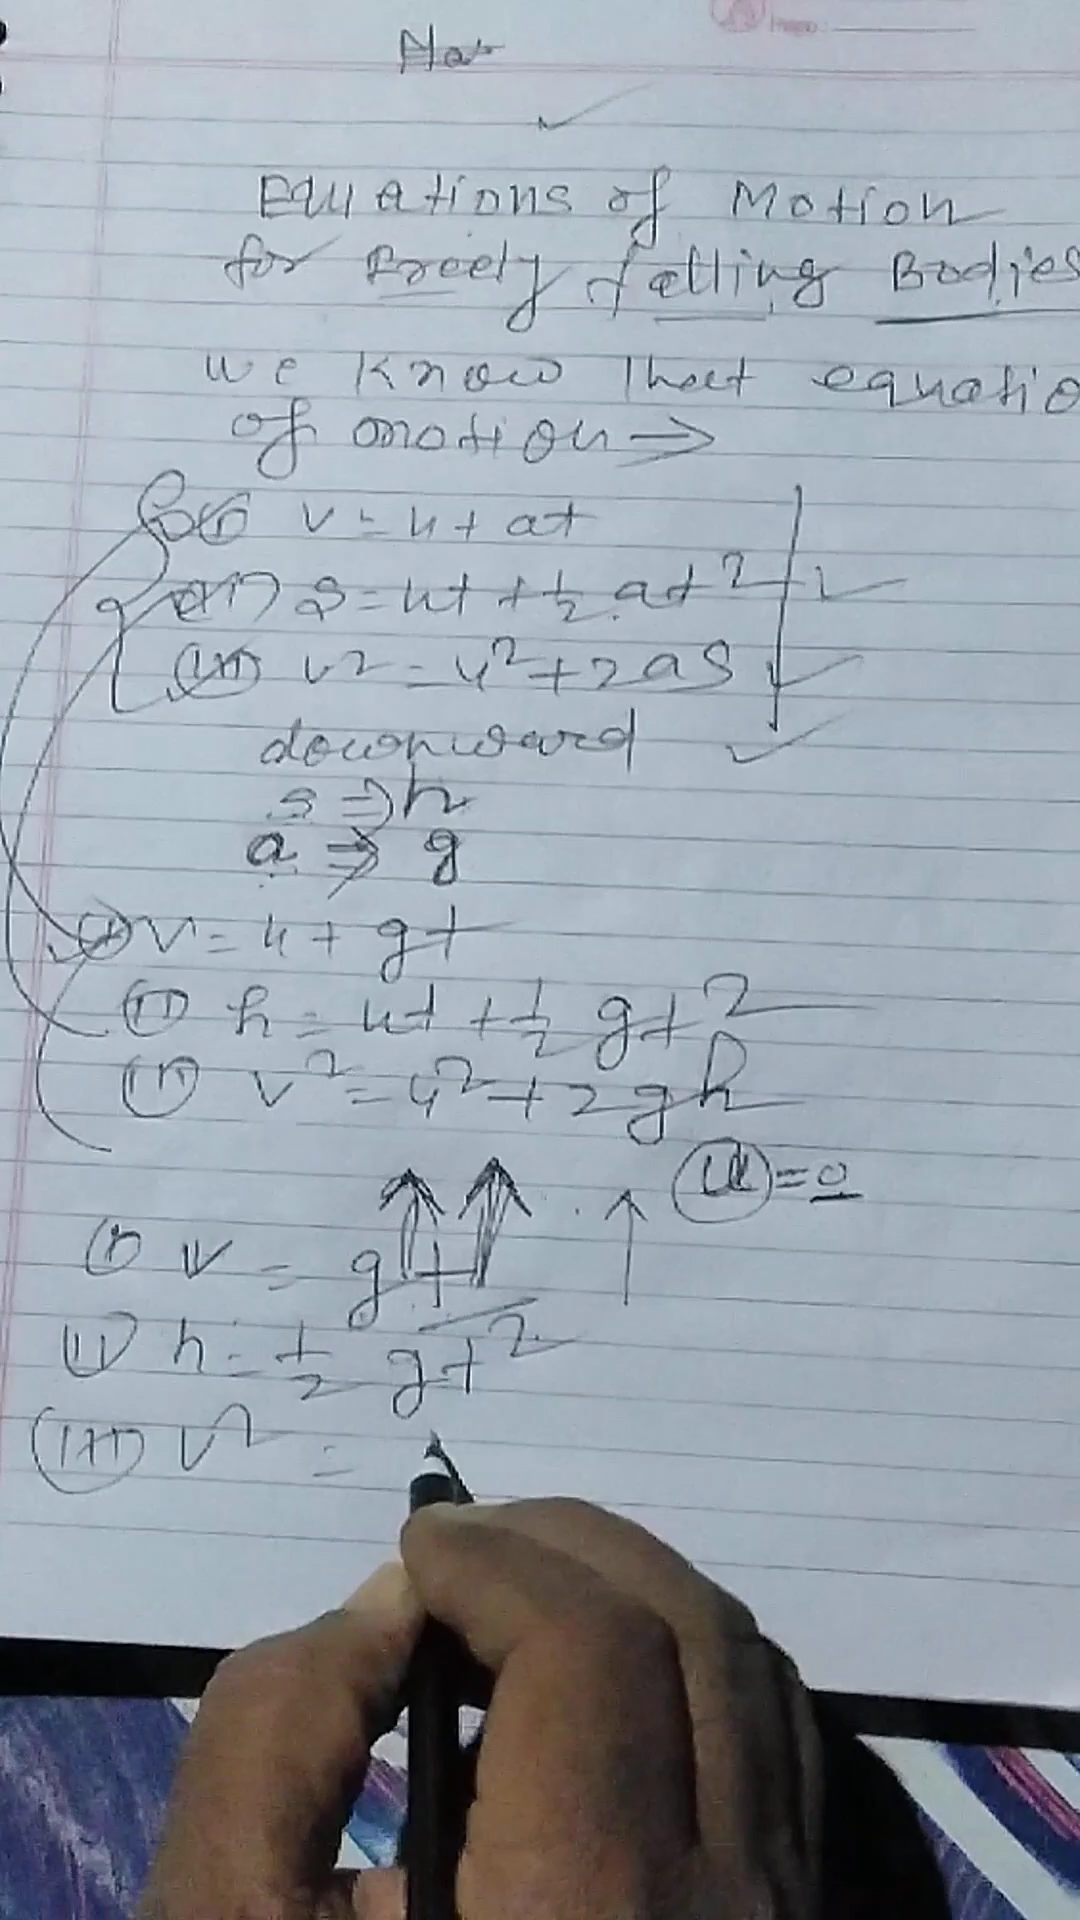 Equations of Motion
for Freely falling Bodies
we know that equatio
of motion ⇒
(i) v = u + at
(ii) S = ut + 1/2 at²
(iii) v² = u² + 2aS
downward
s ⇒ h
a ⇒ g
(i) v = u + gt
(ii) h = ut + 1/2 gt²
(iii) v² = u² + 2gh
u = 0
(i) v = gt
(ii) h = 1/2 gt²
(iii) v² =